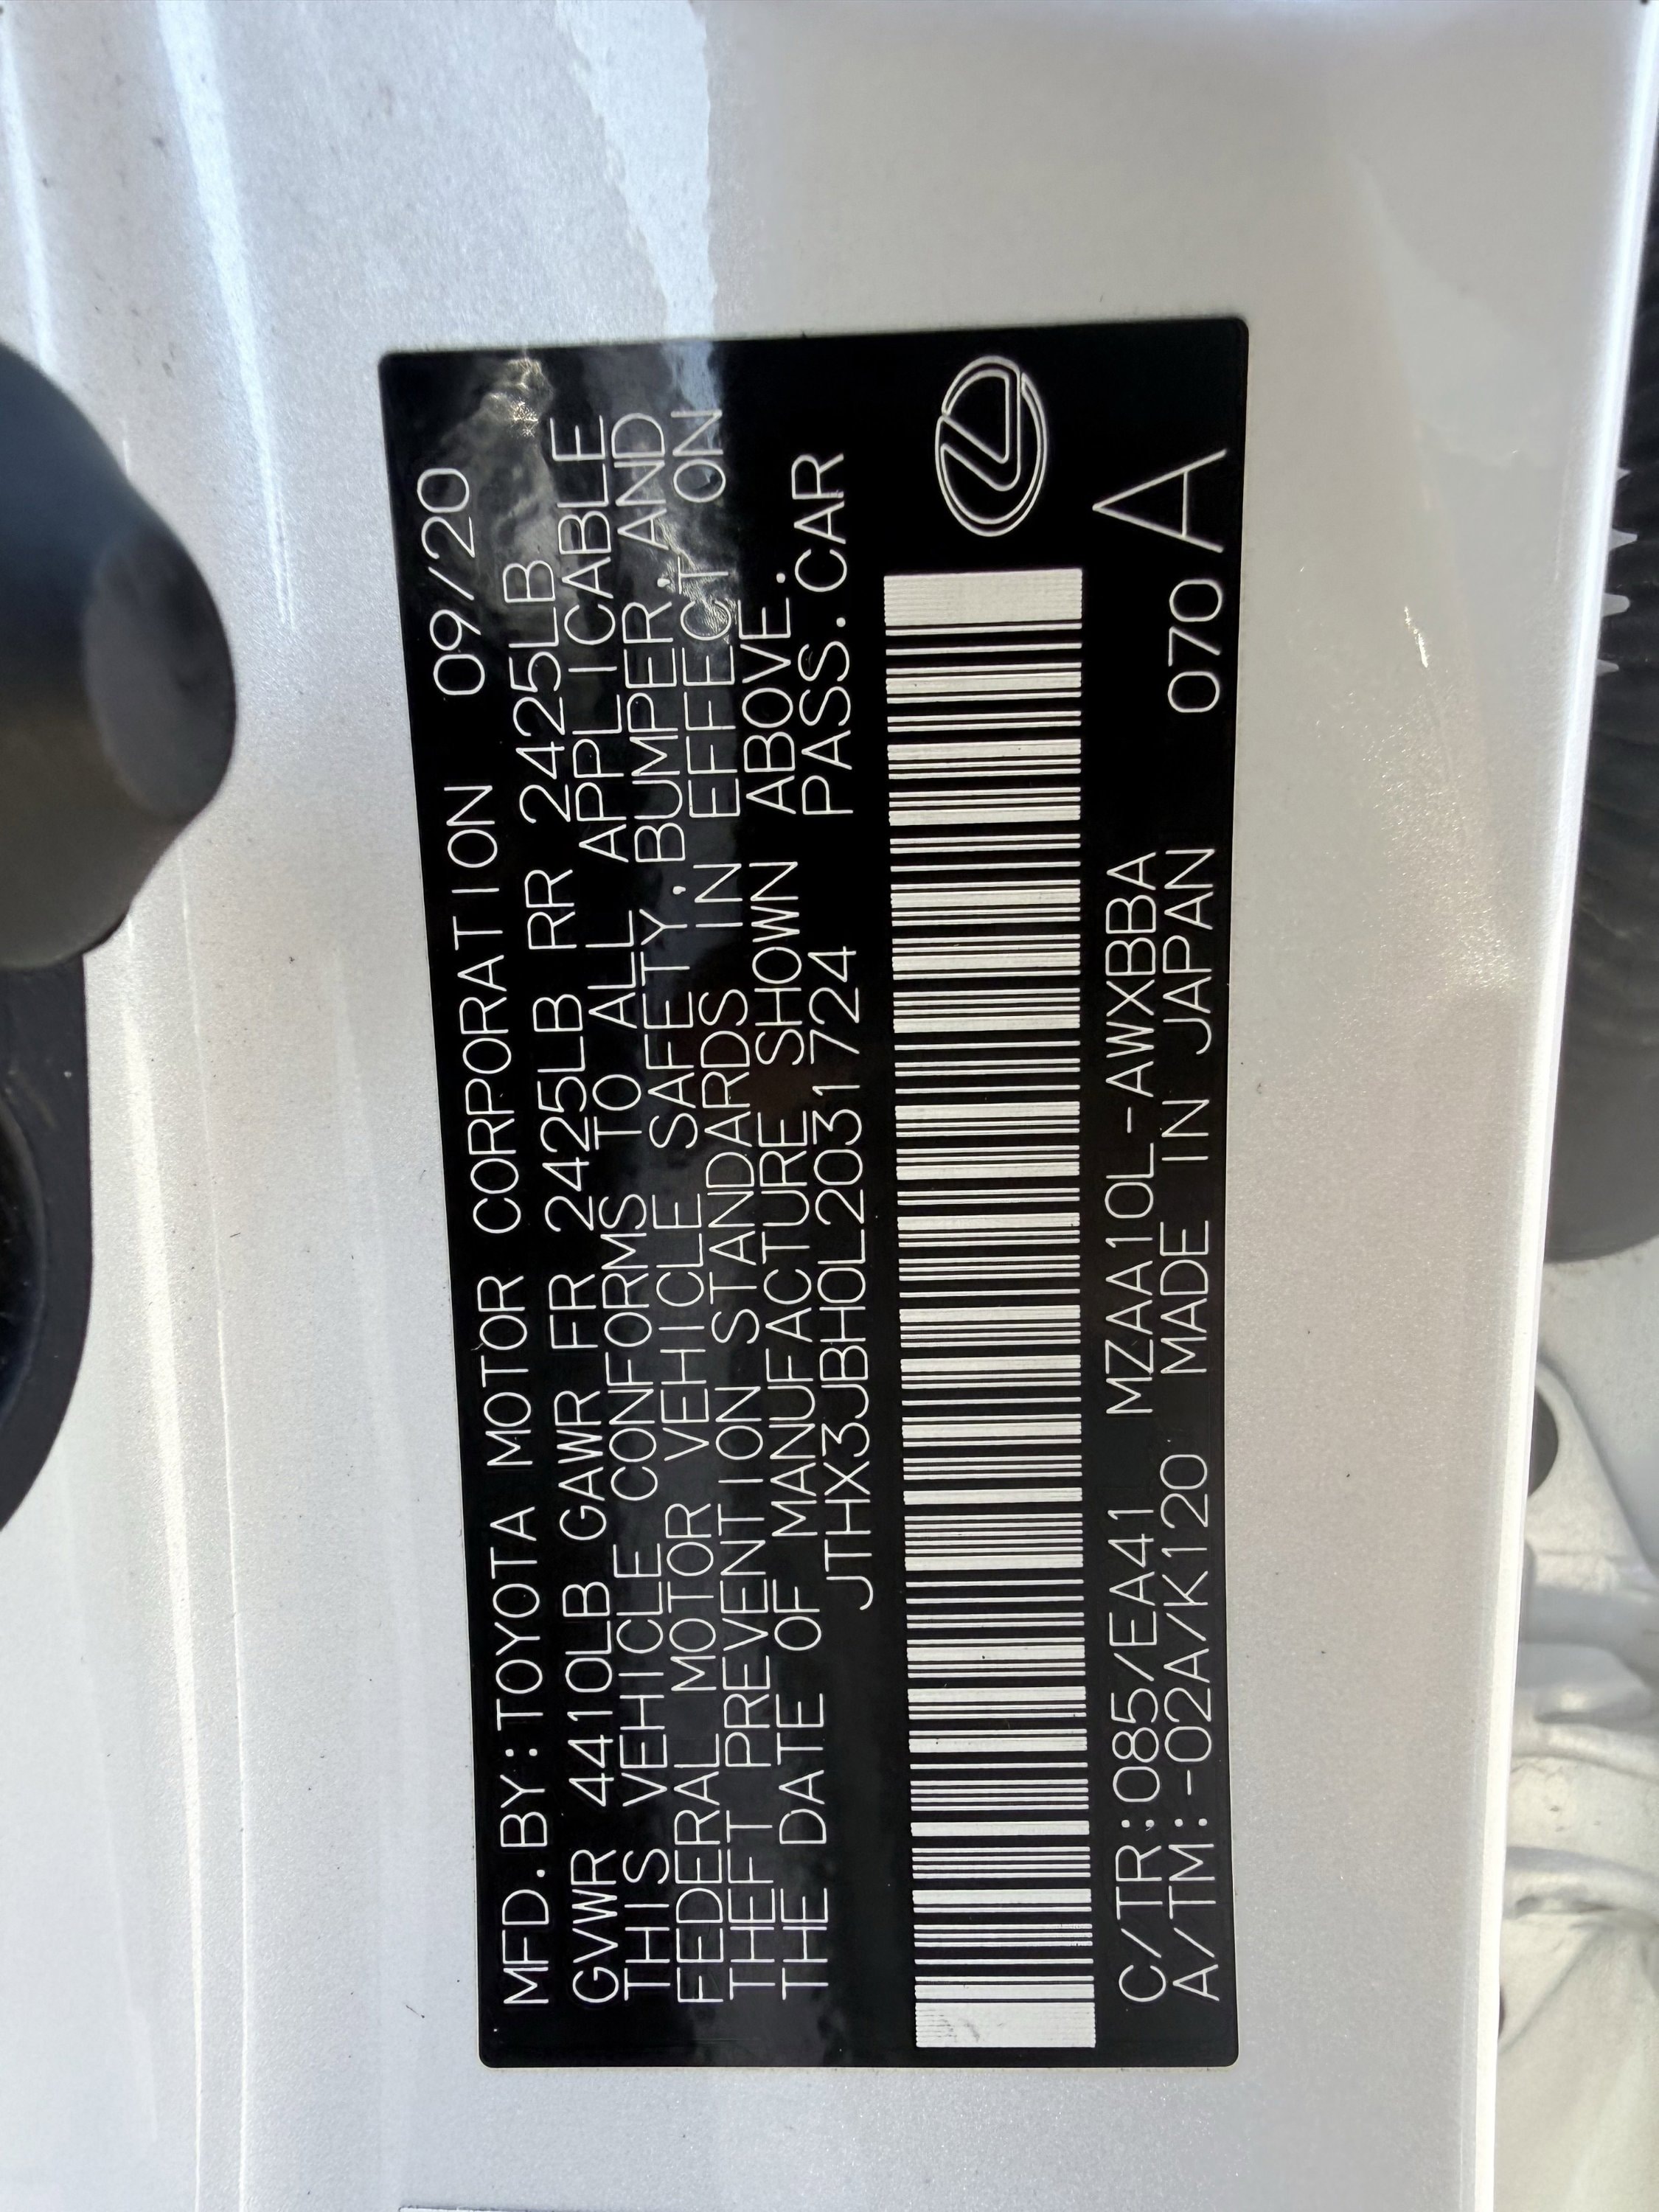 MFD.BY:TOYOTA MOTOR CORPORATION 09/20
GVWR 4410LB GAWR FR 2425LB RR 2425LB
THIS VEHICLE CONFORMS TO ALL APPLICABLE
FEDERAL MOTOR VEHICLE SAFETY, BUMPER, AND
THEFT PREVENTION STANDARDS IN EFFECT ON
THE DATE OF MANUFACTURE SHOWN ABOVE.
JTHX3JBH0L2031724 PASS.CAR
C/TR:085/EA41 MZAA10L-AWXBBA
A/TM:-02A/K120 MADE IN JAPAN 070 A